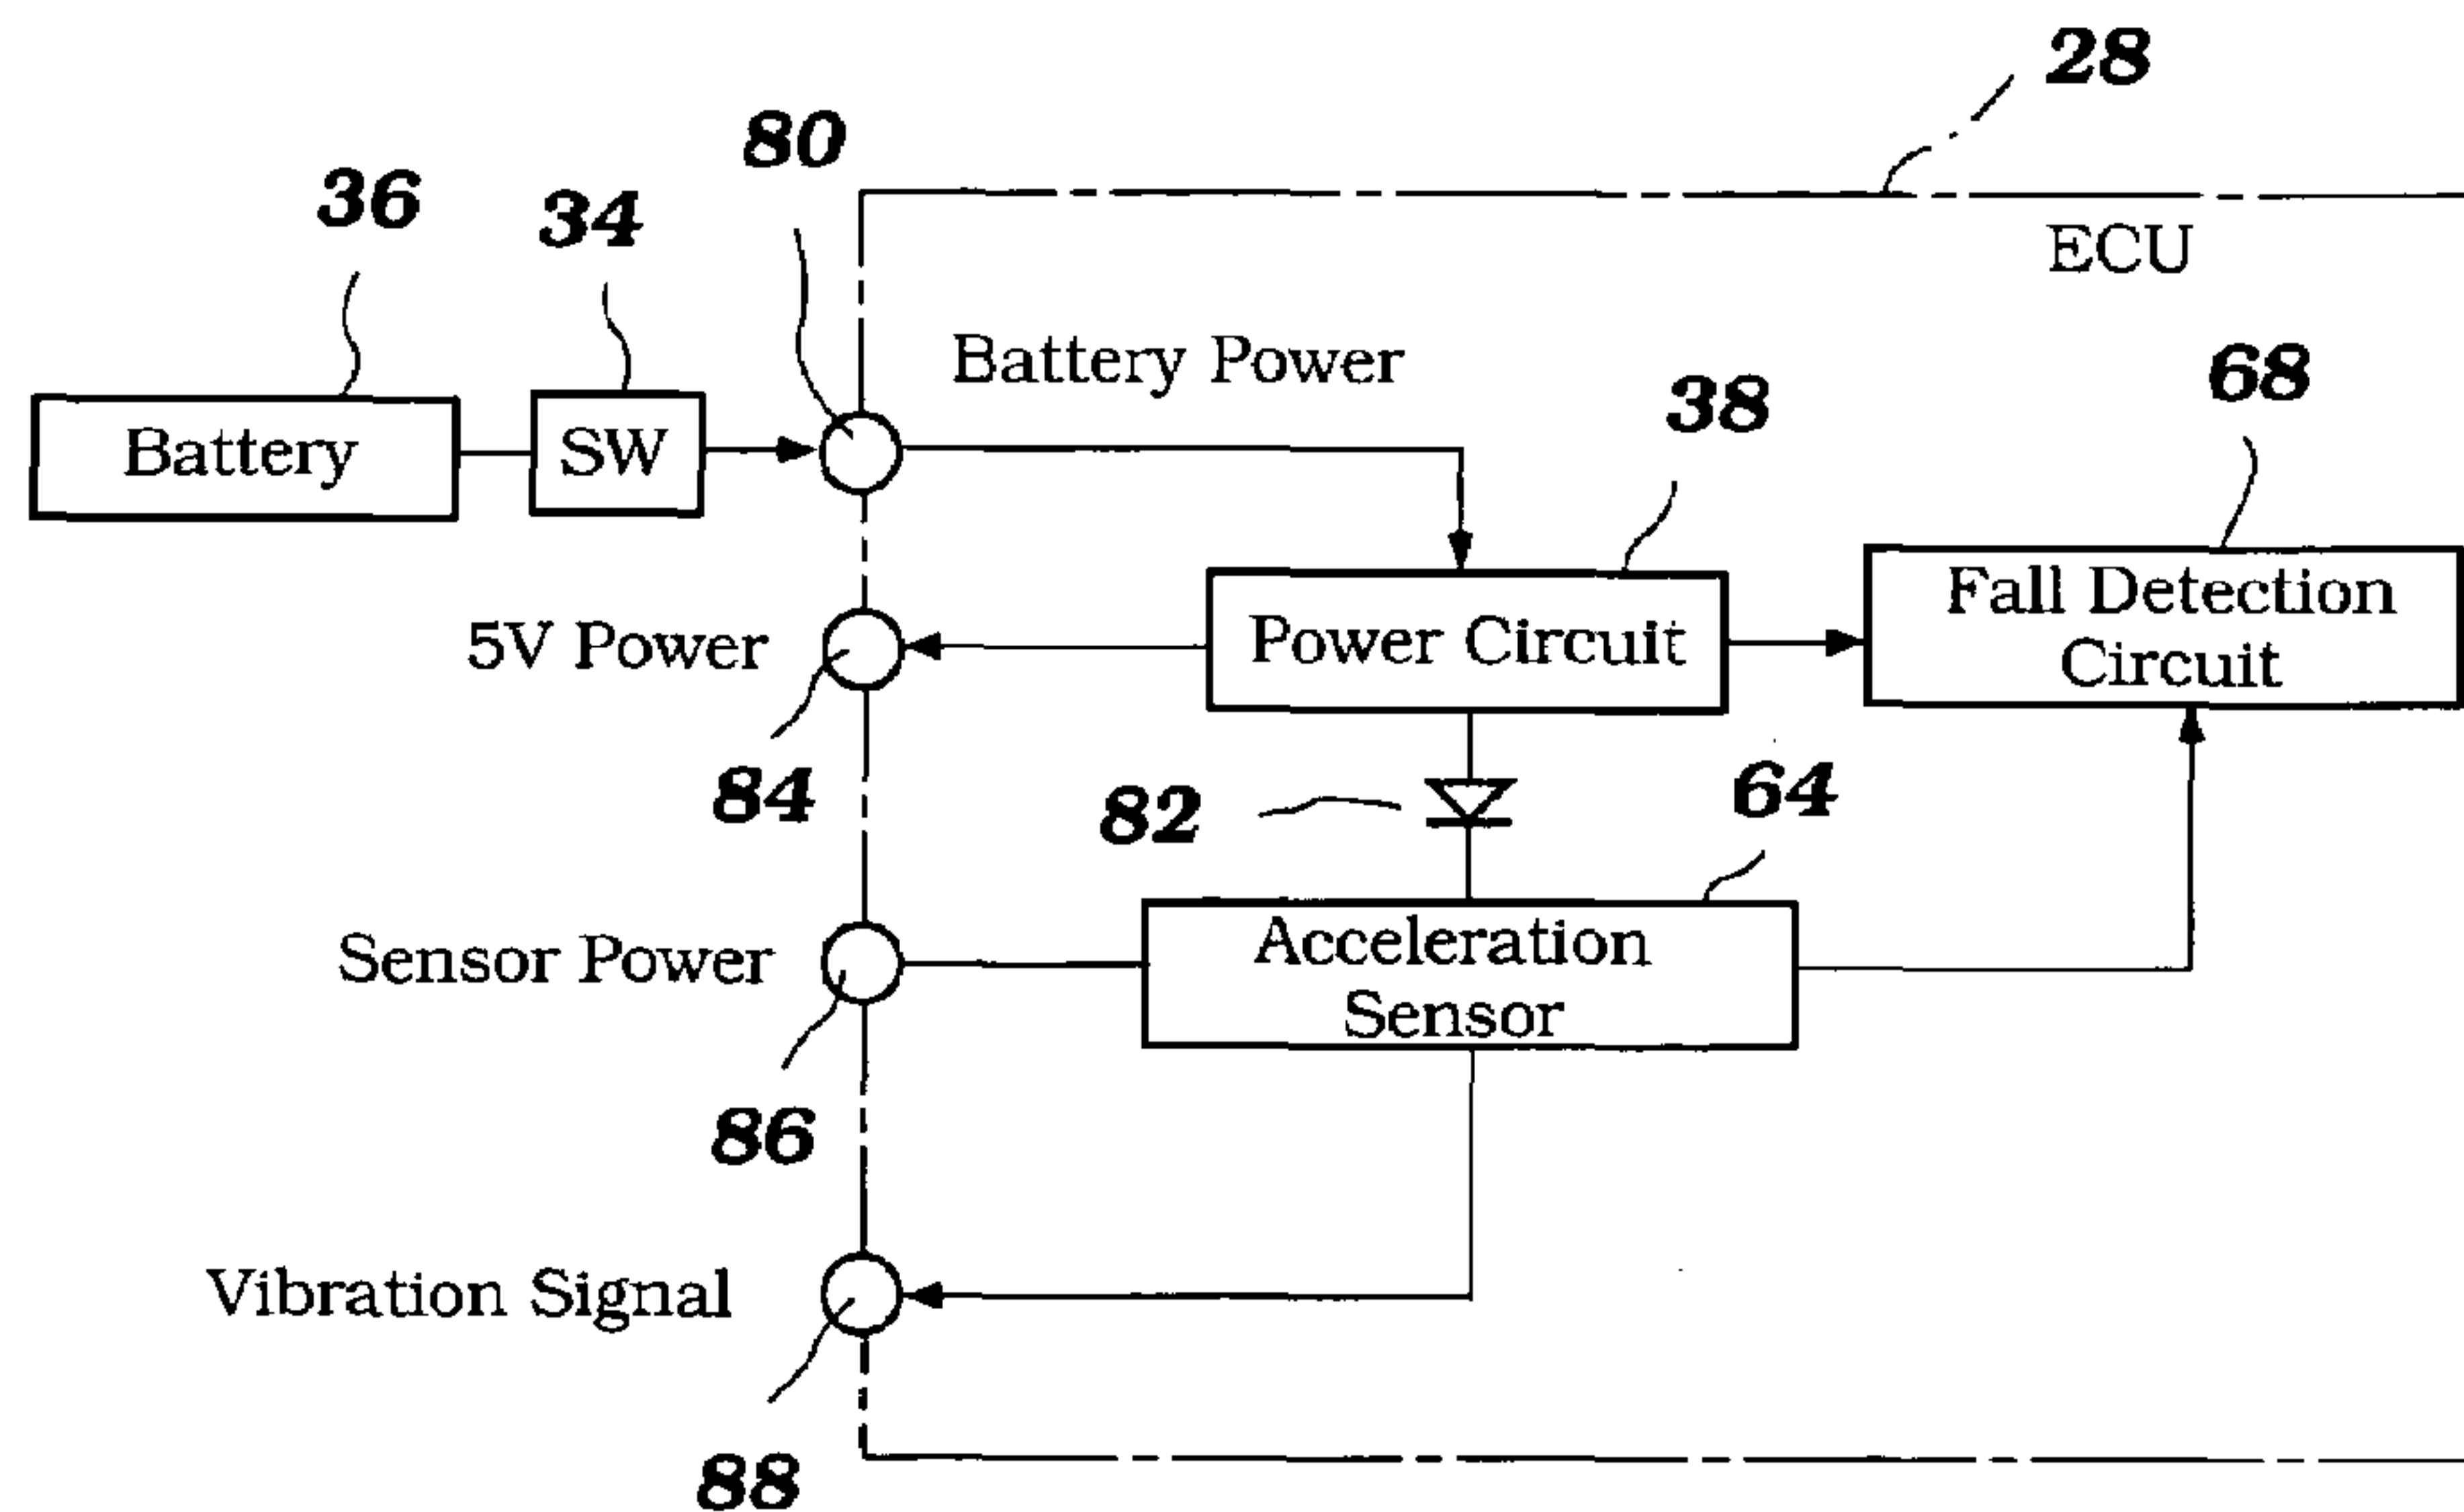 28
80
36
34
ECU
Battery Power
68
38
Battery
SW
Fall Detection
Circuit
5V Power
Power Circuit
84
82
64
Sensor Power
Acceleration
Sensor
86
Vibration Signal
88